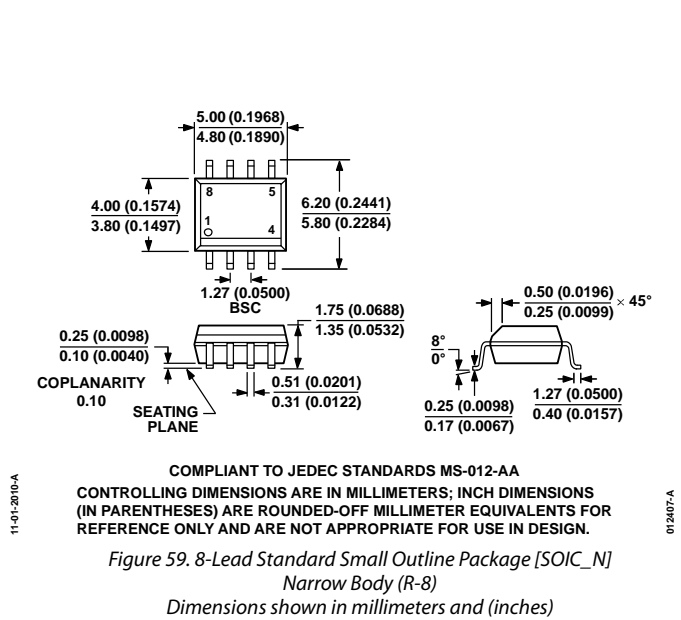 5.00 (0.1968)
4.80 (0.1890)
8
5
1
4
4.00 (0.1574)
3.80 (0.1497)
6.20 (0.2441)
5.80 (0.2284)
1.27 (0.0500)
BSC
1.75 (0.0688)
1.35 (0.0532)
0.25 (0.0098)
0.10 (0.0040)
COPLANARITY
0.10
SEATING
PLANE
0.51 (0.0201)
0.31 (0.0122)
0.50 (0.0196)
0.25 (0.0099)
× 45°
8°
0°
0.25 (0.0098)
0.17 (0.0067)
1.27 (0.0500)
0.40 (0.0157)
COMPLIANT TO JEDEC STANDARDS MS-012-AA
CONTROLLING DIMENSIONS ARE IN MILLIMETERS; INCH DIMENSIONS
(IN PARENTHESES) ARE ROUNDED-OFF MILLIMETER EQUIVALENTS FOR
REFERENCE ONLY AND ARE NOT APPROPRIATE FOR USE IN DESIGN.
11-01-2010-A
012407-A
Figure 59. 8-Lead Standard Small Outline Package [SOIC_N]
Narrow Body (R-8)
Dimensions shown in millimeters and (inches)